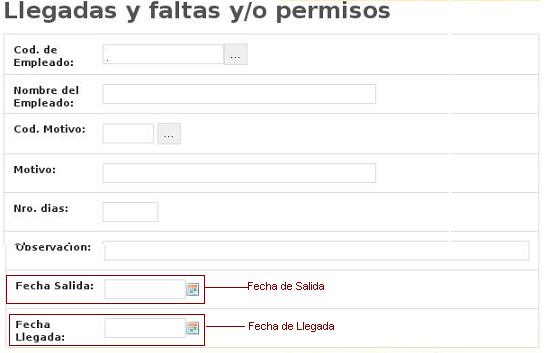 Llegadas y faltas y/o permisos
Cod. de
Empleado:
. ...
Nombre del
Empleado:
Cod. Motivo: ...
Motivo:
Nro. dias:
Observacion:
Fecha Salida: Fecha de Salida
Fecha
Llegada: Fecha de Llegada